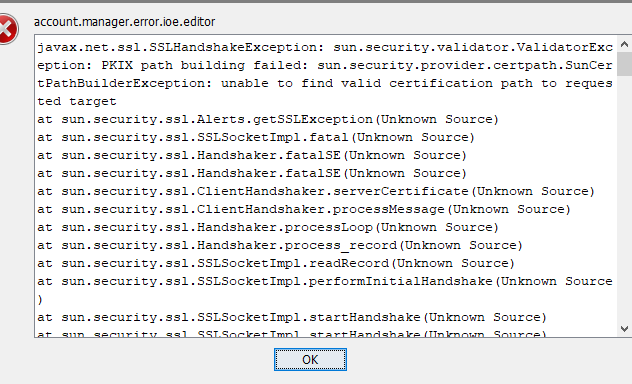 account.manager.error.ioe.editor
javax.net.ssl.SSLHandshakeException: sun.security.validator.ValidatorExc
eption: PKIX path building failed: sun.security.provider.certpath.SunCer
tPathBuilderException: unable to find valid certification path to reques
ted target
at sun.security.ssl.Alerts.getSSLException(Unknown Source)
at sun.security.ssl.SSLSocketImpl.fatal(Unknown Source)
at sun.security.ssl.Handshaker.fatalSE(Unknown Source)
at sun.security.ssl.Handshaker.fatalSE(Unknown Source)
at sun.security.ssl.ClientHandshaker.serverCertificate(Unknown Source)
at sun.security.ssl.ClientHandshaker.processMessage(Unknown Source)
at sun.security.ssl.Handshaker.processLoop(Unknown Source)
at sun.security.ssl.Handshaker.process_record(Unknown Source)
at sun.security.ssl.SSLSocketImpl.readRecord(Unknown Source)
at sun.security.ssl.SSLSocketImpl.performInitialHandshake(Unknown Source
)
at sun.security.ssl.SSLSocketImpl.startHandshake(Unknown Source)
at sun.security.ssl.SSLSocketImpl.startHandshake(Unknown Source)
OK